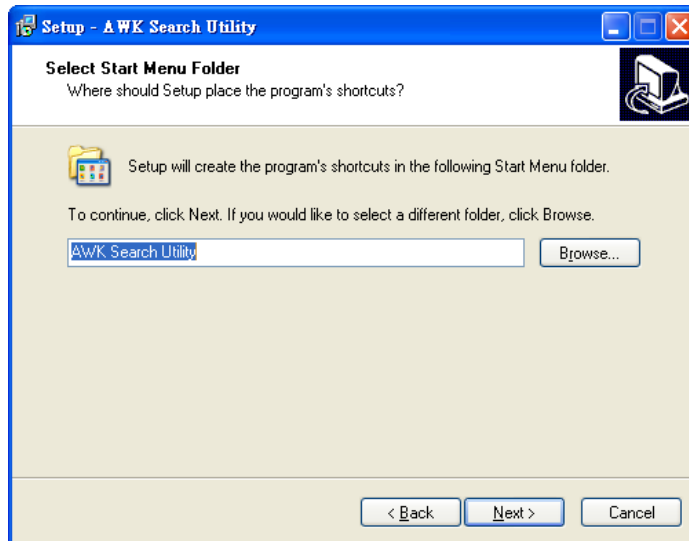 Setup - AWK Search Utility
Select Start Menu Folder
Where should Setup place the program's shortcuts?
Setup will create the program's shortcuts in the following Start Menu folder.
To continue, click Next. If you would like to select a different folder, click Browse.
AWK Search Utility
Browse...
< Back
Next >
Cancel